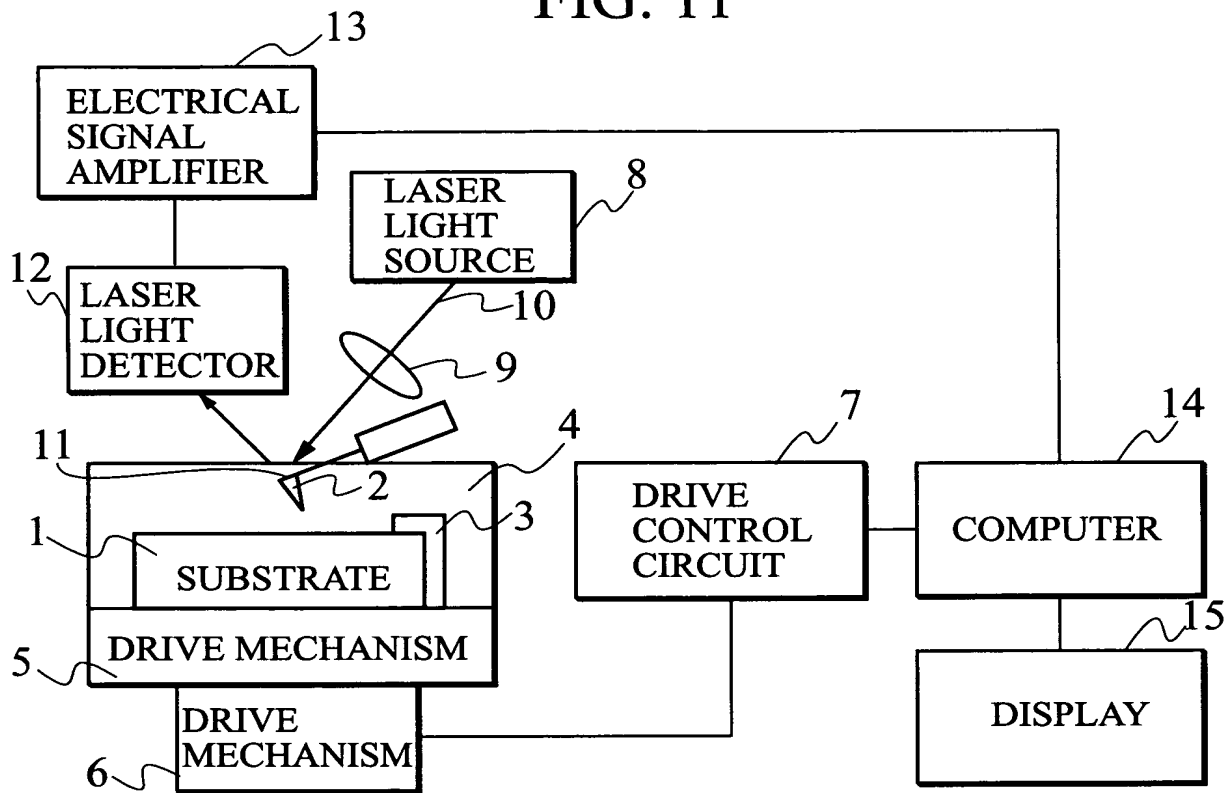 FIG. 11
13
ELECTRICAL
SIGNAL
AMPLIFIER
8
LASER
LIGHT
SOURCE
12
LASER
LIGHT
DETECTOR
10
9
11
2
4
3
1
SUBSTRATE
DRIVE MECHANISM
5
DRIVE
MECHANISM
6
7
DRIVE
CONTROL
CIRCUIT
14
COMPUTER
15
DISPLAY